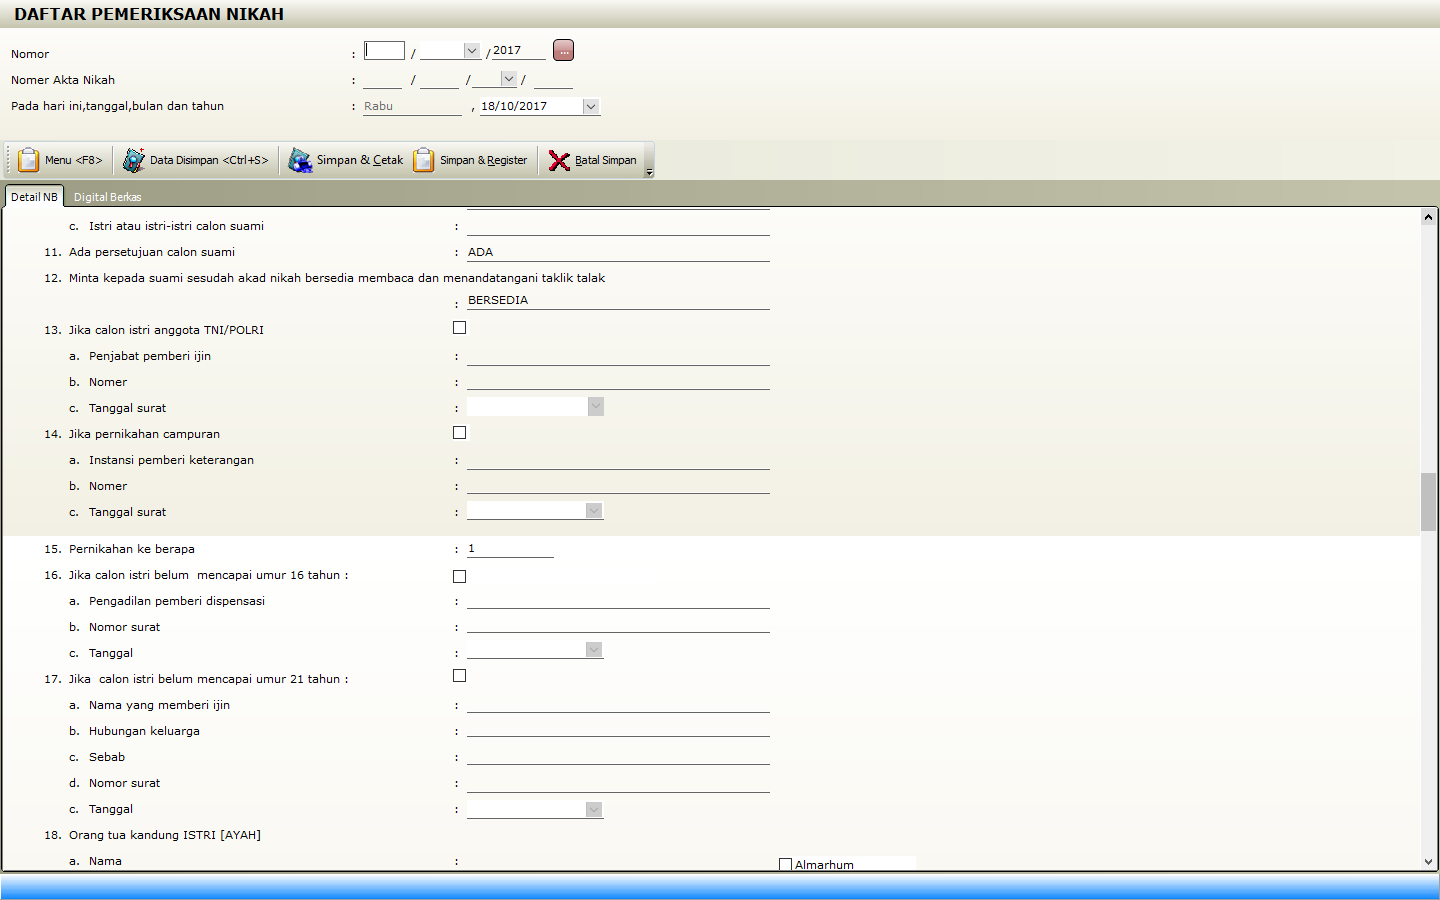 DAFTAR PEMERIKSAAN NIKAH
Nomor : / / 2017 ...
Nomer Akta Nikah : / / /
Pada hari ini,tanggal,bulan dan tahun : Rabu , 18/10/2017
Menu <F8> Data Disimpan <Ctrl+S> Simpan & Cetak Simpan & Register Batal Simpan
Detail NB Digital Berkas
c. Istri atau istri-istri calon suami :
11. Ada persetujuan calon suami : ADA
12. Minta kepada suami sesudah akad nikah bersedia membaca dan menandatangani taklik talak
: BERSEDIA
13. Jika calon istri anggota TNI/POLRI
a. Penjabat pemberi ijin :
b. Nomer :
c. Tanggal surat :
14. Jika pernikahan campuran
a. Instansi pemberi keterangan :
b. Nomer :
c. Tanggal surat :
15. Pernikahan ke berapa : 1
16. Jika calon istri belum mencapai umur 16 tahun :
a. Pengadilan pemberi dispensasi :
b. Nomor surat :
c. Tanggal :
17. Jika calon istri belum mencapai umur 21 tahun :
a. Nama yang memberi ijin :
b. Hubungan keluarga :
c. Sebab :
d. Nomor surat :
c. Tanggal :
18. Orang tua kandung ISTRI [AYAH]
a. Nama : Almarhum